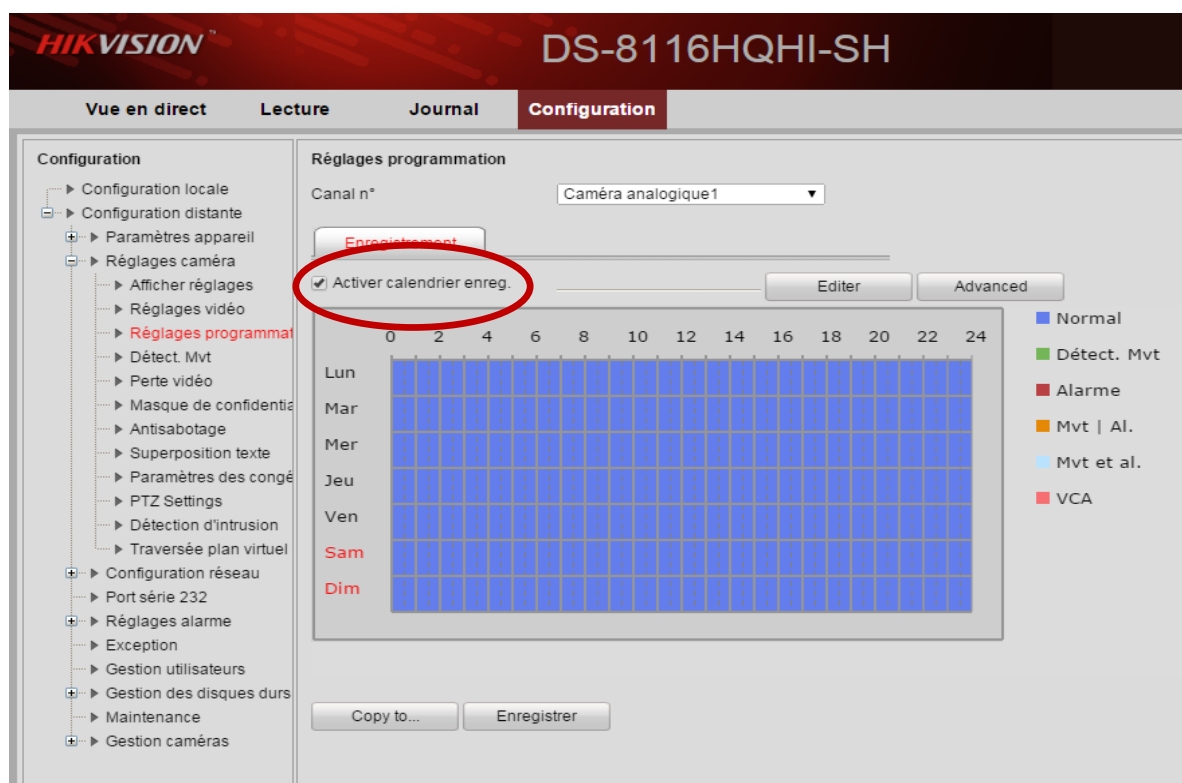 HIKVISION™
DS-8116HQHI-SH
Vue en direct Lecture Journal Configuration
Configuration
Configuration locale
Configuration distante
Paramètres appareil
Réglages caméra
Afficher réglages
Réglages vidéo
Réglages programmat
Détect. Mvt
Perte vidéo
Masque de confidentia
Antisabotage
Superposition texte
Paramètres des congé
PTZ Settings
Détection d'intrusion
Traversée plan virtuel
Configuration réseau
Port série 232
Réglages alarme
Exception
Gestion utilisateurs
Gestion des disques durs
Maintenance
Gestion caméras
Réglages programmation
Canal n° Caméra analogique1
Enregistrement
Activer calendrier enreg. Editer Advanced
0 2 4 6 8 10 12 14 16 18 20 22 24
Lun
Mar
Mer
Jeu
Ven
Sam
Dim
Normal
Détect. Mvt
Alarme
Mvt | Al.
Mvt et al.
VCA
Copy to... Enregistrer